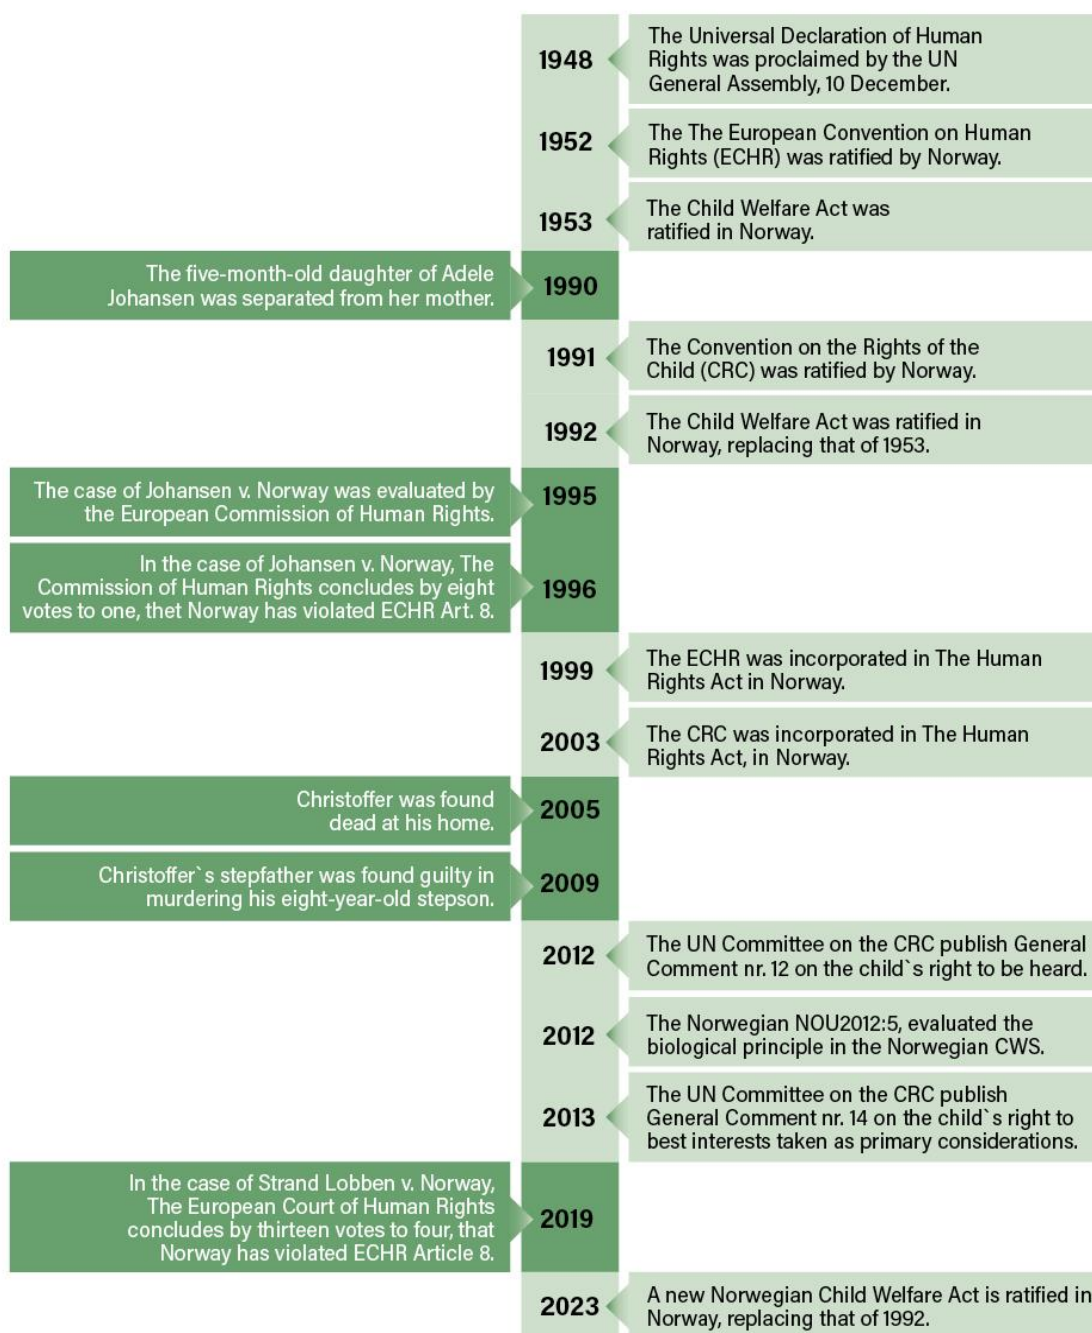 1948
The Universal Declaration of Human
Rights was proclaimed by the UN
General Assembly, 10 December.
1952
The The European Convention on Human
Rights (ECHR) was ratified by Norway.
1953
The Child Welfare Act was
ratified in Norway.
The five-month-old daughter of Adele
Johansen was separated from her mother.
1990
1991
The Convention on the Rights of the
Child (CRC) was ratified by Norway.
1992
The Child Welfare Act was ratified in
Norway, replacing that of 1953.
The case of Johansen v. Norway was evaluated by
the European Commission of Human Rights.
1995
In the case of Johansen v. Norway, The
Commission of Human Rights concludes by eight
votes to one, thet Norway has violated ECHR Art. 8.
1996
1999
The ECHR was incorporated in The Human
Rights Act in Norway.
2003
The CRC was incorporated in The Human
Rights Act, in Norway.
Christoffer was found
dead at his home.
2005
Christoffer`s stepfather was found guilty in
murdering his eight-year-old stepson.
2009
2012
The UN Committee on the CRC publish General
Comment nr. 12 on the child`s right to be heard.
2012
The Norwegian NOU2012:5, evaluated the
biological principle in the Norwegian CWS.
2013
The UN Committee on the CRC publish
General Comment nr. 14 on the child`s right to
best interests taken as primary considerations.
In the case of Strand Lobben v. Norway,
The European Court of Human Rights
concludes by thirteen votes to four, that
Norway has violated ECHR Article 8.
2019
2023
A new Norwegian Child Welfare Act is ratified in
Norway, replacing that of 1992.